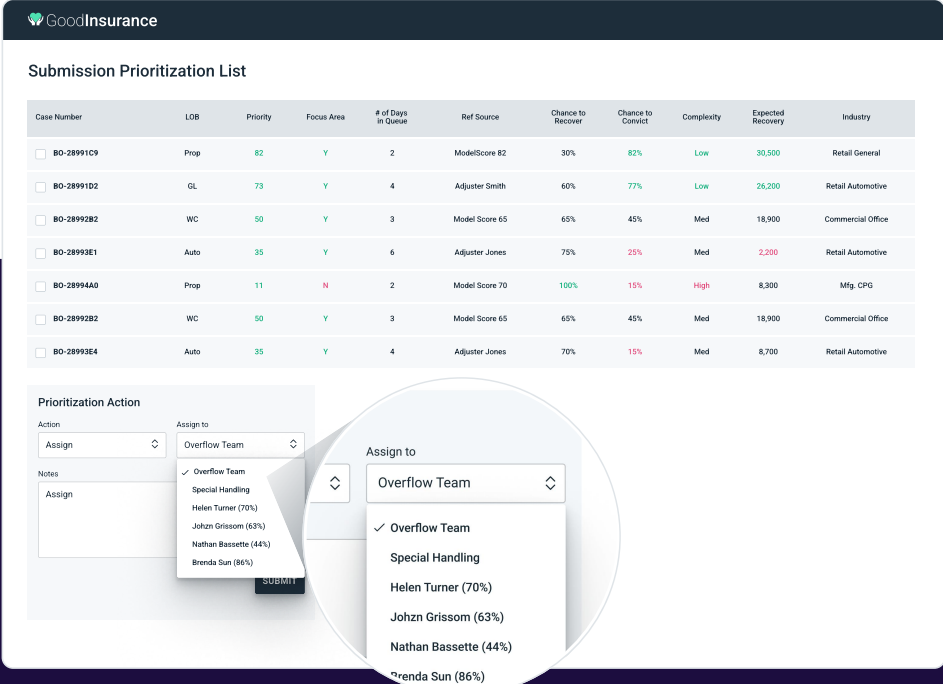 GoodInsurance
Submission Prioritization List
Case Number LOB Priority Focus Area # of Days in Queue Ref Source Chance to Recover Chance to Convict Complexity Expected Recovery Industry
BO-28991C9 Prop 82 Y 2 ModelScore 82 30% 82% Low 30,500 Retail General
BO-28991D2 GL 73 Y 4 Adjuster Smith 60% 77% Low 26,200 Retail Automotive
BO-28992B2 WC 50 Y 3 Model Score 65 65% 45% Med 18,900 Commercial Office
BO-28993E1 Auto 35 Y 6 Adjuster Jones 75% 25% Med 2,200 Retail Automotive
BO-28994A0 Prop 11 N 2 Model Score 70 100% 15% High 8,300 Mfg. CPG
BO-28992B2 WC 50 Y 3 Model Score 65 65% 45% Med 18,900 Commercial Office
BO-28993E4 Auto 35 Y 4 Adjuster Jones 70% 15% Med 8,700 Retail Automotive
Prioritization Action
Action Assign to
Assign Overflow Team
Notes
Assign
Overflow Team
Special Handling
Helen Turner (70%)
Johzn Grissom (63%)
Nathan Bassette (44%)
Brenda Sun (86%)
SUBMIT
Assign to
Overflow Team
Overflow Team
Special Handling
Helen Turner (70%)
Johzn Grissom (63%)
Nathan Bassette (44%)
Brenda Sun (86%)